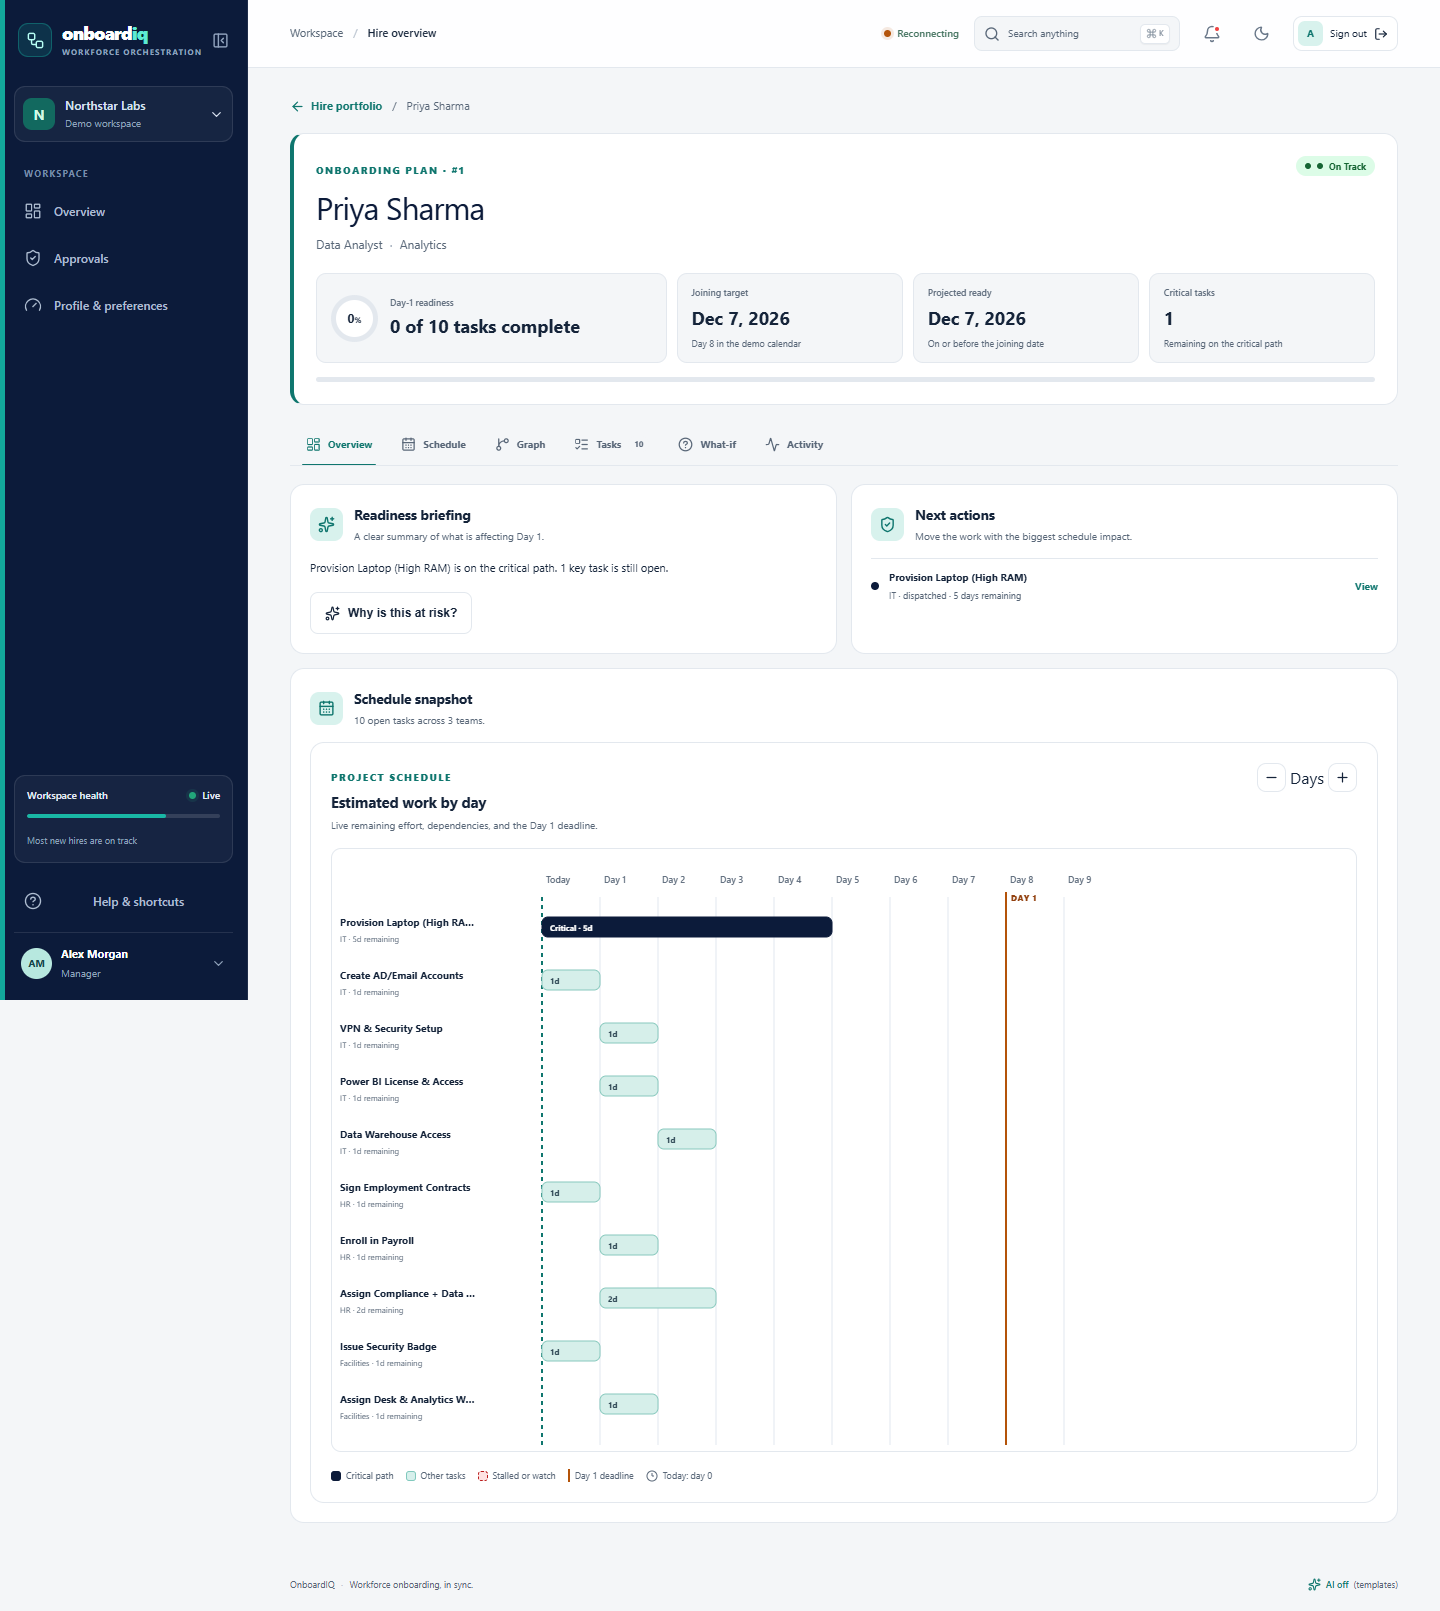 onboardiq
WORKFORCE ORCHESTRATION
N
Northstar Labs
Demo workspace
WORKSPACE
Overview
Approvals
Profile & preferences
Workspace health
Live
Most new hires are on track
Help & shortcuts
AM
Alex Morgan
Manager
Workspace / Hire overview
Reconnecting
Search anything
⌘ K
A
Sign out
Hire portfolio / Priya Sharma
ONBOARDING PLAN · #1
On Track
Priya Sharma
Data Analyst · Analytics
0%
Day-1 readiness
0 of 10 tasks complete
Joining target
Dec 7, 2026
Day 8 in the demo calendar
Projected ready
Dec 7, 2026
On or before the joining date
Critical tasks
1
Remaining on the critical path
Overview
Schedule
Graph
Tasks 10
What-if
Activity
Readiness briefing
A clear summary of what is affecting Day 1.
Provision Laptop (High RAM) is on the critical path. 1 key task is still open.
Why is this at risk?
Next actions
Move the work with the biggest schedule impact.
Provision Laptop (High RAM)
IT · dispatched · 5 days remaining
View
Schedule snapshot
10 open tasks across 3 teams.
PROJECT SCHEDULE
Estimated work by day
Live remaining effort, dependencies, and the Day 1 deadline.
− Days +
Today Day 1 Day 2 Day 3 Day 4 Day 5 Day 6 Day 7 Day 8 Day 9
DAY 1
Provision Laptop (High RA...
IT · 5d remaining
Critical · 5d
Create AD/Email Accounts
IT · 1d remaining
1d
VPN & Security Setup
IT · 1d remaining
1d
Power BI License & Access
IT · 1d remaining
1d
Data Warehouse Access
IT · 1d remaining
1d
Sign Employment Contracts
HR · 1d remaining
1d
Enroll in Payroll
HR · 1d remaining
1d
Assign Compliance + Data ...
HR · 2d remaining
2d
Issue Security Badge
Facilities · 1d remaining
1d
Assign Desk & Analytics W...
Facilities · 1d remaining
1d
Critical path
Other tasks
Stalled or watch
Day 1 deadline
Today: day 0
OnboardIQ · Workforce onboarding, in sync.
AI off (templates)